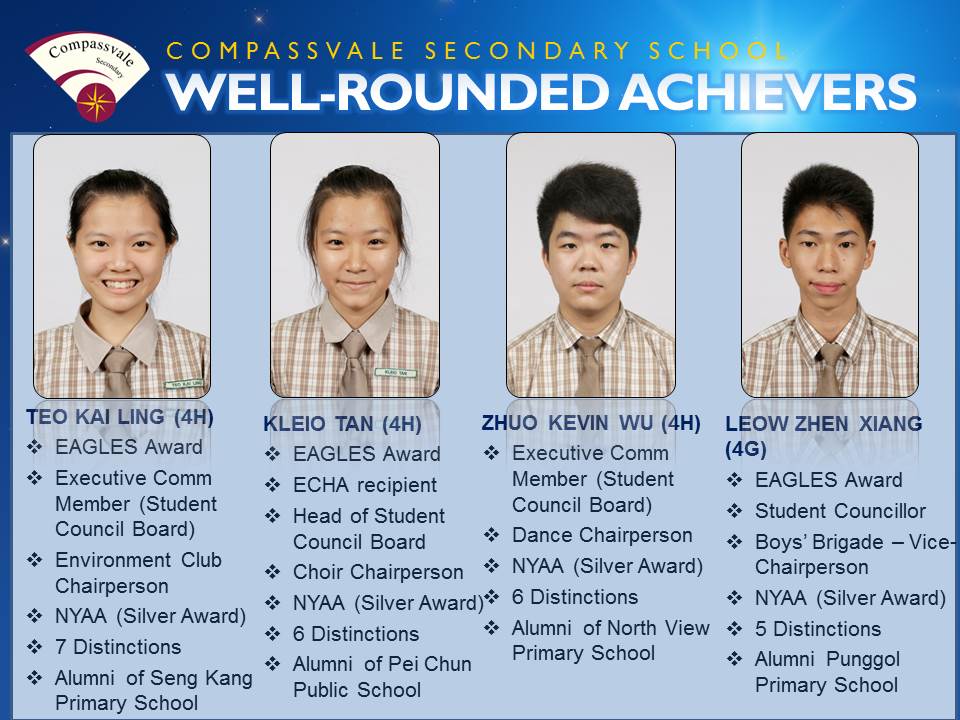 Compassvale
Secondary
COMPASSVALE SECONDARY SCHOOL
WELL-ROUNDED ACHIEVERS
TEO KAI LING
KLEIO TAN
TEO KAI LING (4H)
❖ EAGLES Award
❖ Executive Comm
Member (Student
Council Board)
❖ Environment Club
Chairperson
❖ NYAA (Silver Award)
❖ 7 Distinctions
❖ Alumni of Seng Kang
Primary School
KLEIO TAN (4H)
❖ EAGLES Award
❖ ECHA recipient
❖ Head of Student
Council Board
❖ Choir Chairperson
❖ NYAA (Silver Award)
❖ 6 Distinctions
❖ Alumni of Pei Chun
Public School
ZHUO KEVIN WU (4H)
❖ Executive Comm
Member (Student
Council Board)
❖ Dance Chairperson
❖ NYAA (Silver Award)
❖ 6 Distinctions
❖ Alumni of North View
Primary School
LEOW ZHEN XIANG
(4G)
❖ EAGLES Award
❖ Student Councillor
❖ Boys’ Brigade – Vice-
Chairperson
❖ NYAA (Silver Award)
❖ 5 Distinctions
❖ Alumni Punggol
Primary School